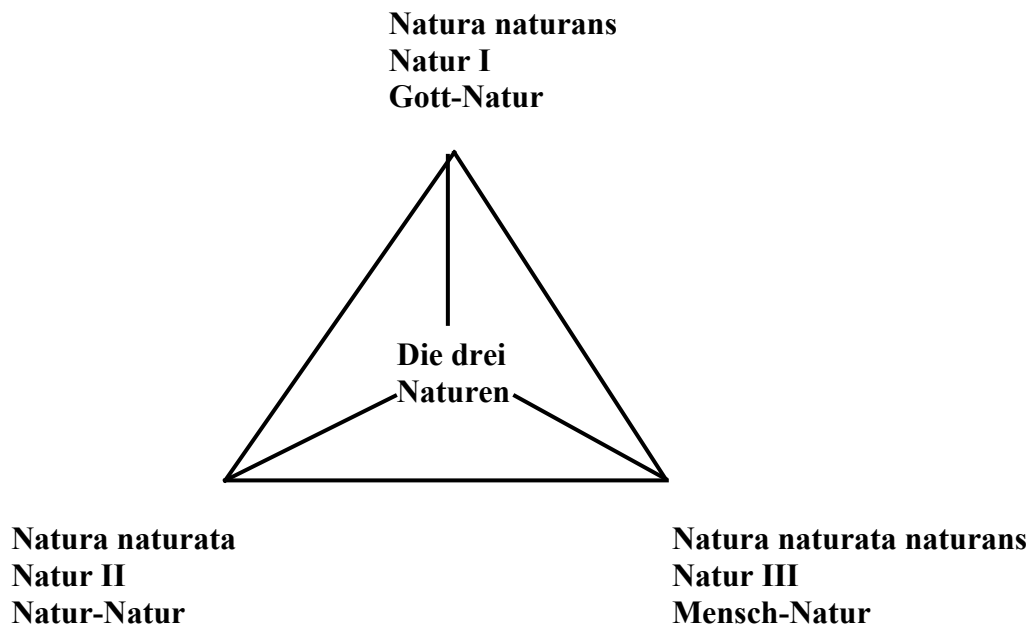 Natura naturans
Natur I
Gott-Natur
Die drei
Naturen
Natura naturata
Natur II
Natur-Natur
Natura naturata naturans
Natur III
Mensch-Natur